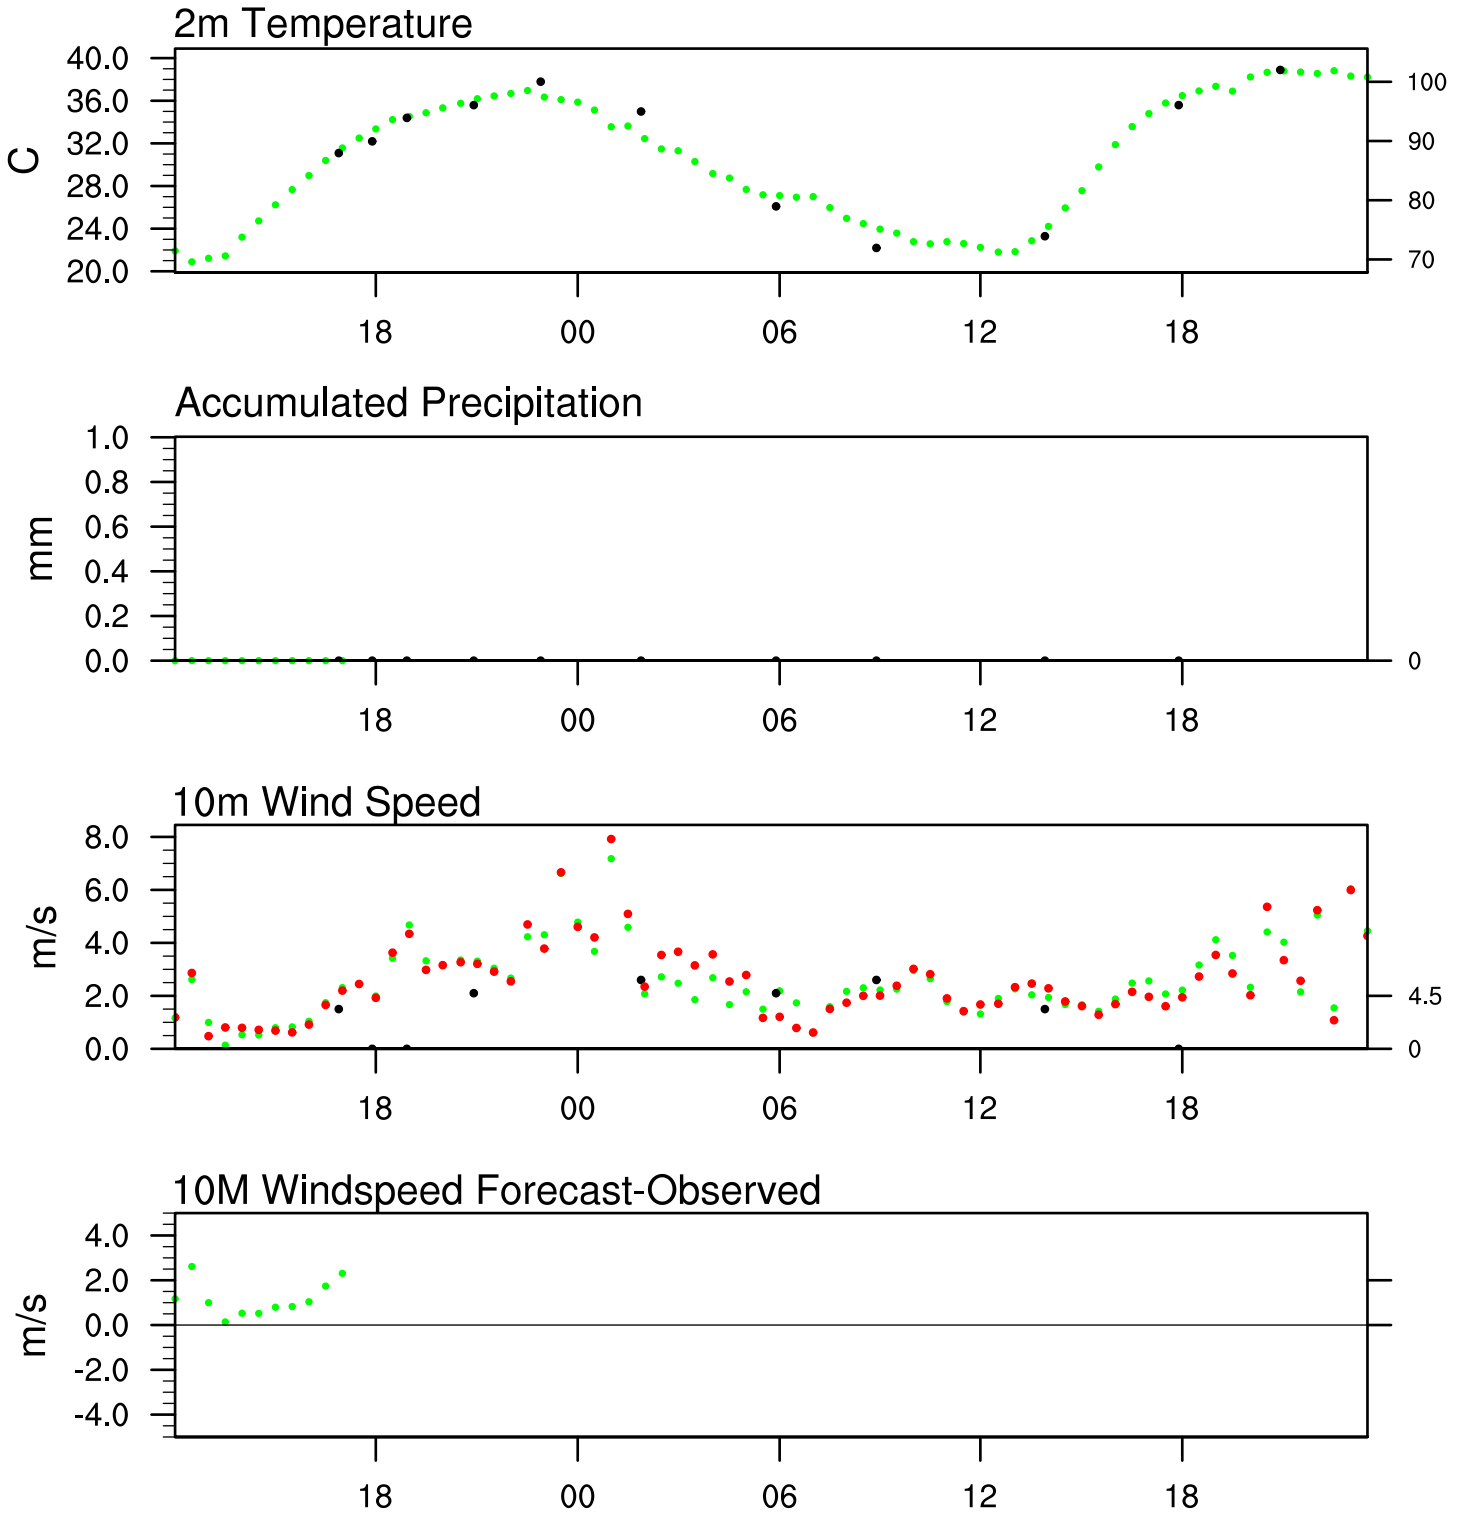 2m Temperature
40.0
36.0
32.0
28.0
24.0
20.0
C
100
90
80
70
18 00 06 12 18
Accumulated Precipitation
1.0
0.8
0.6
0.4
0.2
0.0
mm
0
18 00 06 12 18
10m Wind Speed
8.0
6.0
4.0
2.0
0.0
m/s
4.5
0
18 00 06 12 18
10M Windspeed Forecast-Observed
4.0
2.0
0.0
-2.0
-4.0
m/s
18 00 06 12 18